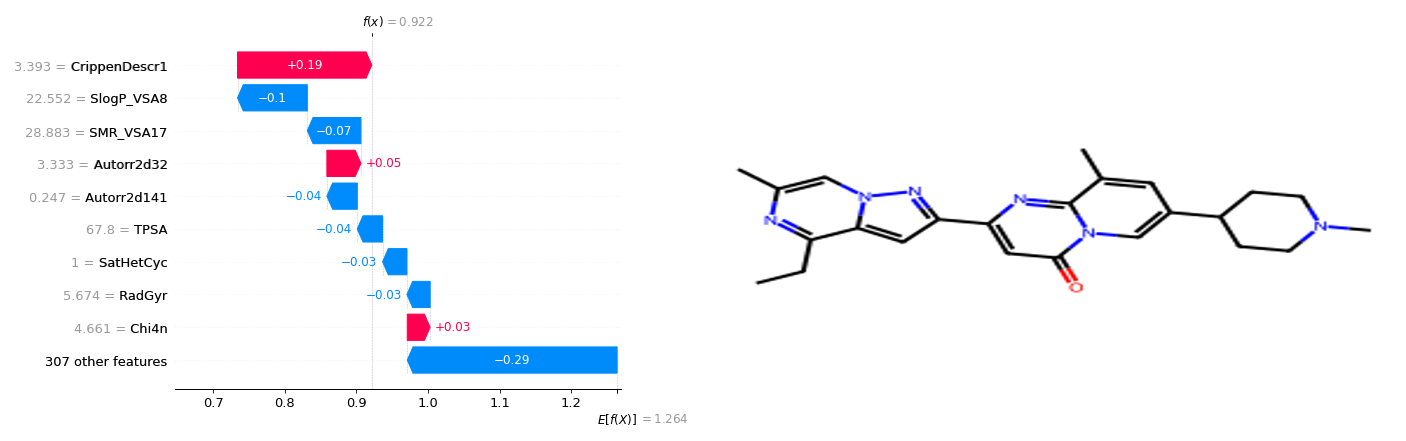 f(x) = 0.922
3.393 = CrippenDescr1 +0.19
22.552 = SlogP_VSA8 −0.1
28.883 = SMR_VSA17 −0.07
3.333 = Autorr2d32 +0.05
0.247 = Autorr2d141 −0.04
67.8 = TPSA −0.04
1 = SatHetCyc −0.03
5.674 = RadGyr −0.03
4.661 = Chi4n +0.03
307 other features −0.29
0.7 0.8 0.9 1.0 1.1 1.2
E[f(X)] = 1.264
N
N
N
N
N
N
O